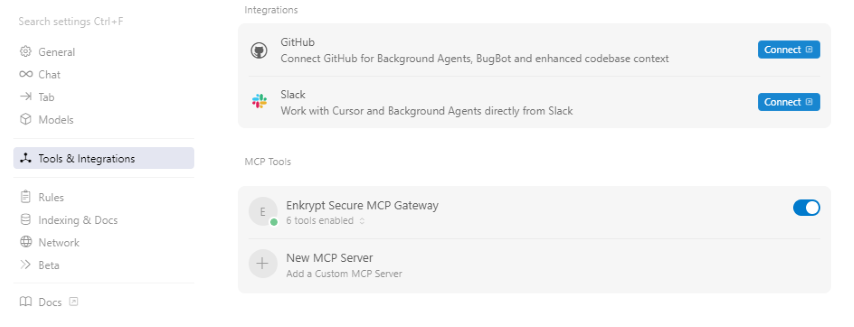 Search settings Ctrl+F
General
Chat
Tab
Models
Tools & Integrations
Rules
Indexing & Docs
Network
Beta
Docs
Integrations
GitHub
Connect GitHub for Background Agents, BugBot and enhanced codebase context
Connect
Slack
Work with Cursor and Background Agents directly from Slack
Connect
MCP Tools
E
Enkrypt Secure MCP Gateway
6 tools enabled
New MCP Server
Add a Custom MCP Server